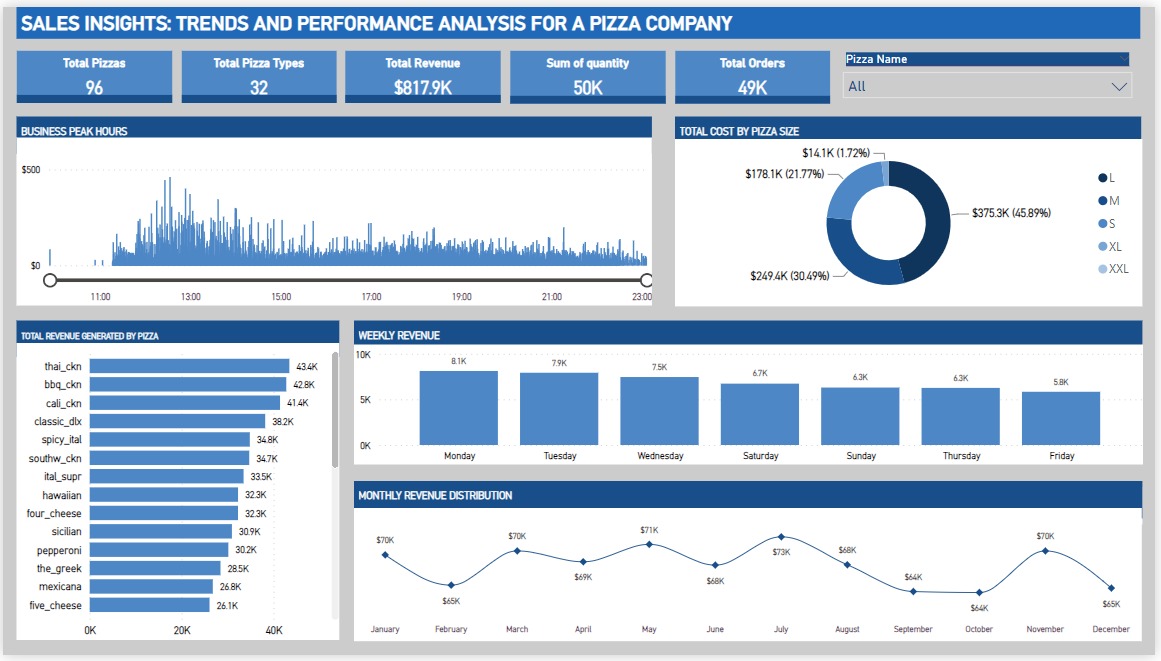 SALES INSIGHTS: TRENDS AND PERFORMANCE ANALYSIS FOR A PIZZA COMPANY
Total Pizzas
96
Total Pizza Types
32
Total Revenue
$817.9K
Sum of quantity
50K
Total Orders
49K
Pizza Name
All
BUSINESS PEAK HOURS
$500
$0
11:00 13:00 15:00 17:00 19:00 21:00 23:00
TOTAL COST BY PIZZA SIZE
$14.1K (1.72%)
$178.1K (21.77%)
$375.3K (45.89%)
$249.4K (30.49%)
L
M
S
XL
XXL
TOTAL REVENUE GENERATED BY PIZZA
thai_ckn 43.4K
bbq_ckn 42.8K
cali_ckn 41.4K
classic_dlx 38.2K
spicy_ital 34.8K
southw_ckn 34.7K
ital_supr 33.5K
hawaiian 32.3K
four_cheese 32.3K
sicilian 30.9K
pepperoni 30.2K
the_greek 28.5K
mexicana 26.8K
five_cheese 26.1K
0K 20K 40K
WEEKLY REVENUE
10K
5K
0K
8.1K 7.9K 7.5K 6.7K 6.3K 6.3K 5.8K
Monday Tuesday Wednesday Saturday Sunday Thursday Friday
MONTHLY REVENUE DISTRIBUTION
$70K $65K $70K $69K $71K $68K $73K $68K $64K $64K $70K $65K
January February March April May June July August September October November December